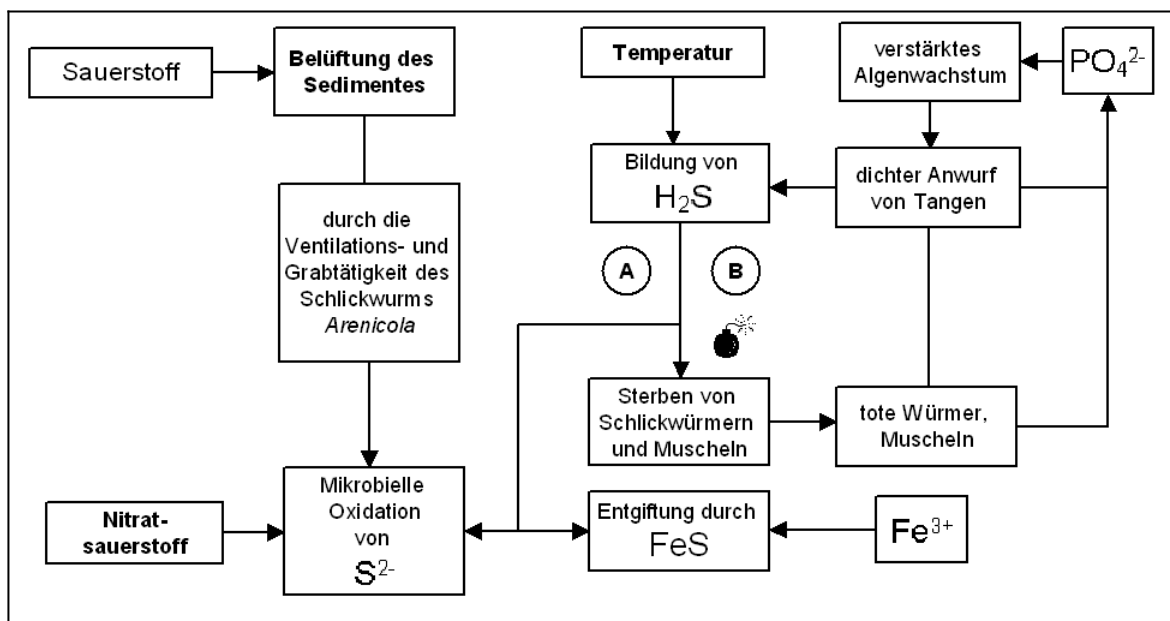 Sauerstoff
Belüftung des
Sedimentes
Temperatur
verstärktes
Algenwachstum
PO₄²⁻
Bildung von
H₂S
dichter Anwurf
von Tangen
durch die
Ventilations- und
Grabtätigkeit des
Schlickwurms
Arenicola
A
B
Sterben von
Schlickwürmern
und Muscheln
tote Würmer,
Muscheln
Nitrat-
sauerstoff
Mikrobielle
Oxidation
von
S²⁻
Entgiftung durch
FeS
Fe³⁺